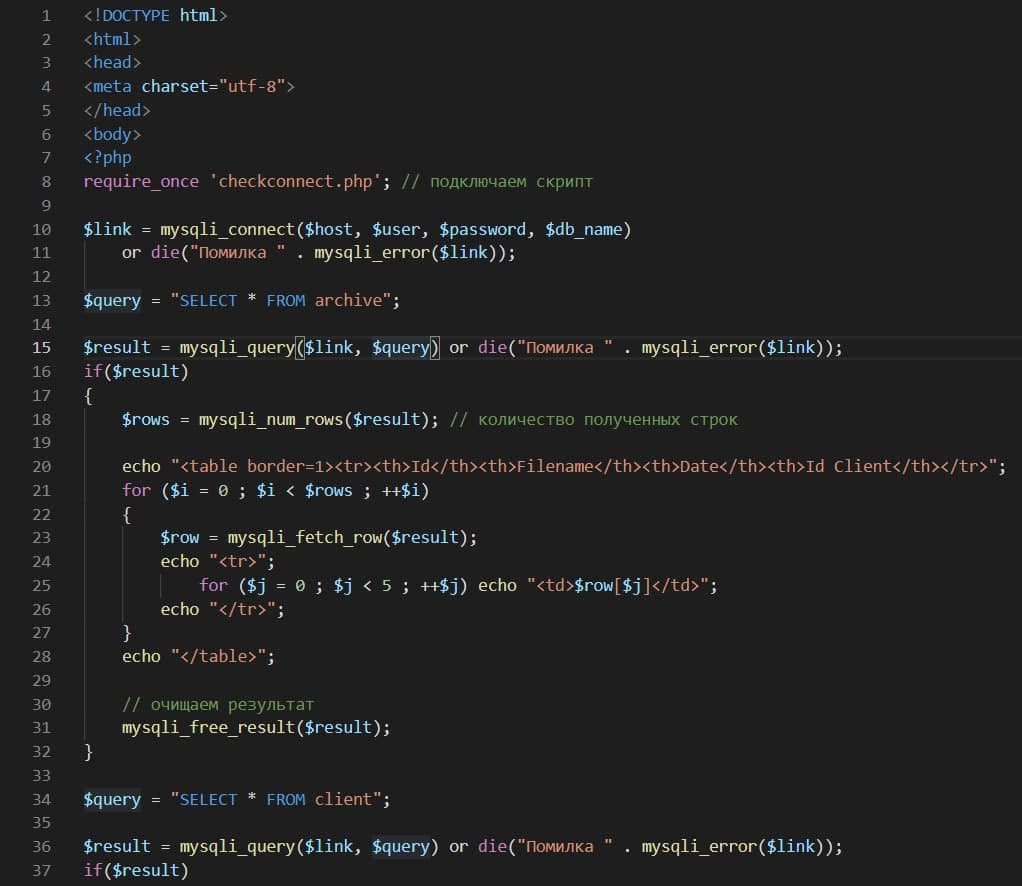 1 <!DOCTYPE html>
2 <html>
3 <head>
4 <meta charset="utf-8">
5 </head>
6 <body>
7 <?php
8 require_once 'checkconnect.php'; // подключаем скрипт
9
10 $link = mysqli_connect($host, $user, $password, $db_name)
11     or die("Помилка " . mysqli_error($link));
12
13 $query = "SELECT * FROM archive";
14
15 $result = mysqli_query($link, $query) or die("Помилка " . mysqli_error($link));
16 if($result)
17 {
18     $rows = mysqli_num_rows($result); // количество полученных строк
19
20     echo "<table border=1><tr><th>Id</th><th>Filename</th><th>Date</th><th>Id Client</th></tr>";
21     for ($i = 0 ; $i < $rows ; ++$i)
22     {
23         $row = mysqli_fetch_row($result);
24         echo "<tr>";
25             for ($j = 0 ; $j < 5 ; ++$j) echo "<td>$row[$j]</td>";
26         echo "</tr>";
27     }
28     echo "</table>";
29
30     // очищаем результат
31     mysqli_free_result($result);
32 }
33
34 $query = "SELECT * FROM client";
35
36 $result = mysqli_query($link, $query) or die("Помилка " . mysqli_error($link));
37 if($result)